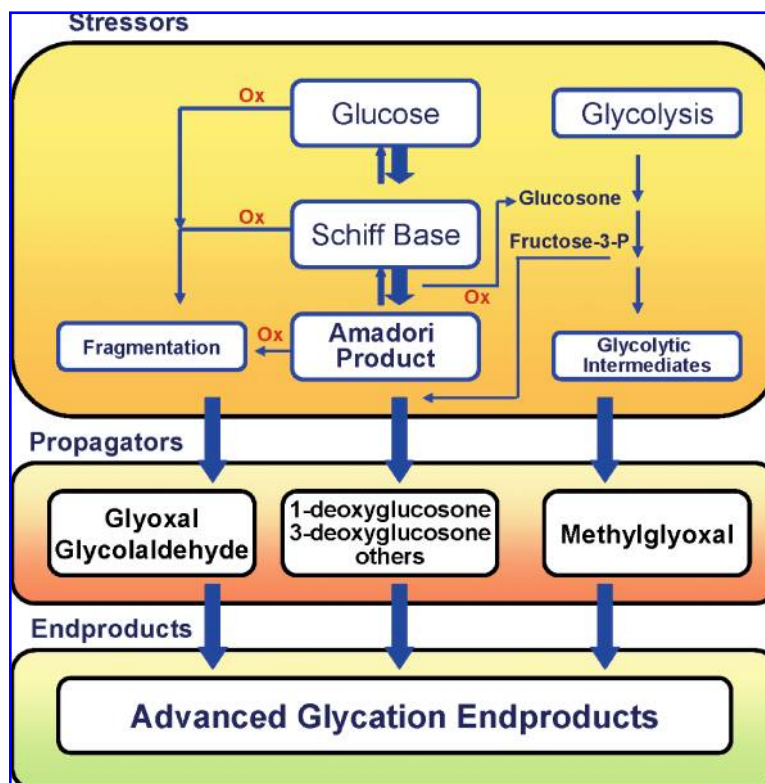 Stressors
Ox
Glucose
Glycolysis
Glucosone
Ox
Schiff Base
Fructose-3-P
Ox
Ox
Amadori
Product
Fragmentation
Glycolytic
Intermediates
Propagators
Glyoxal
Glycolaldehyde
1-deoxyglucosone
3-deoxyglucosone
others
Methylglyoxal
Endproducts
Advanced Glycation Endproducts